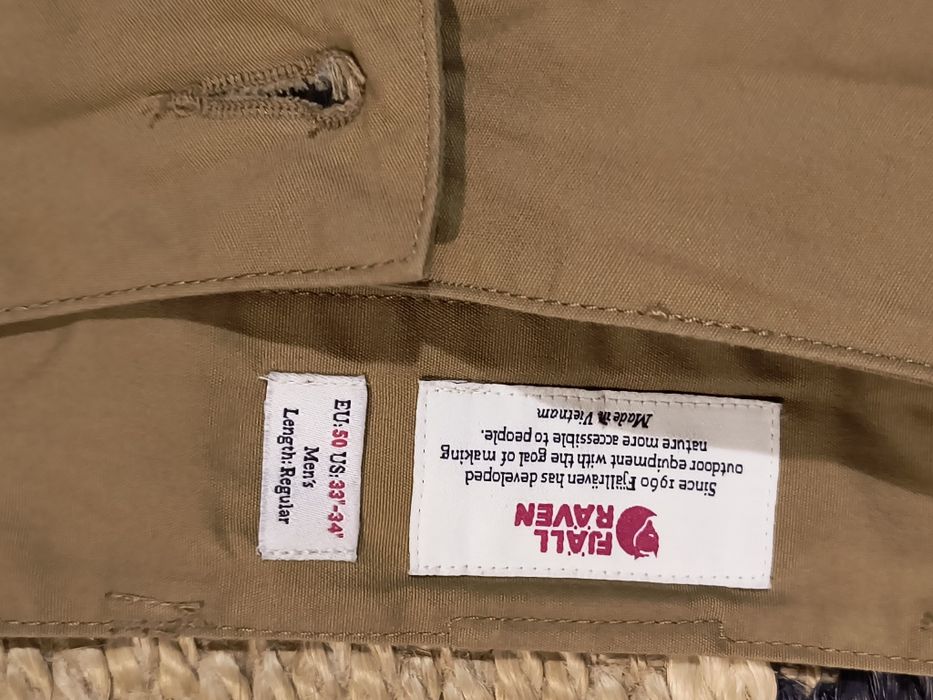 FJÄLL
RÄVEN
Since 1960 Fjällräven has developed
outdoor equipment with the goal of making
nature more accessible to people.
Made in Vietnam
EU:50 US:33"-34"
Men's
Length:Regular